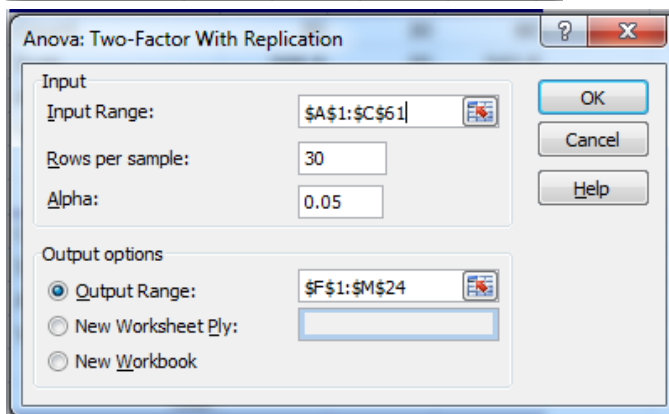 Anova: Two-Factor With Replication
?
X
Input
Input Range:
$A$1:$C$61
OK
Rows per sample:
30
Cancel
Alpha:
0.05
Help
Output options
Output Range:
$F$1:$M$24
New Worksheet Ply:
New Workbook